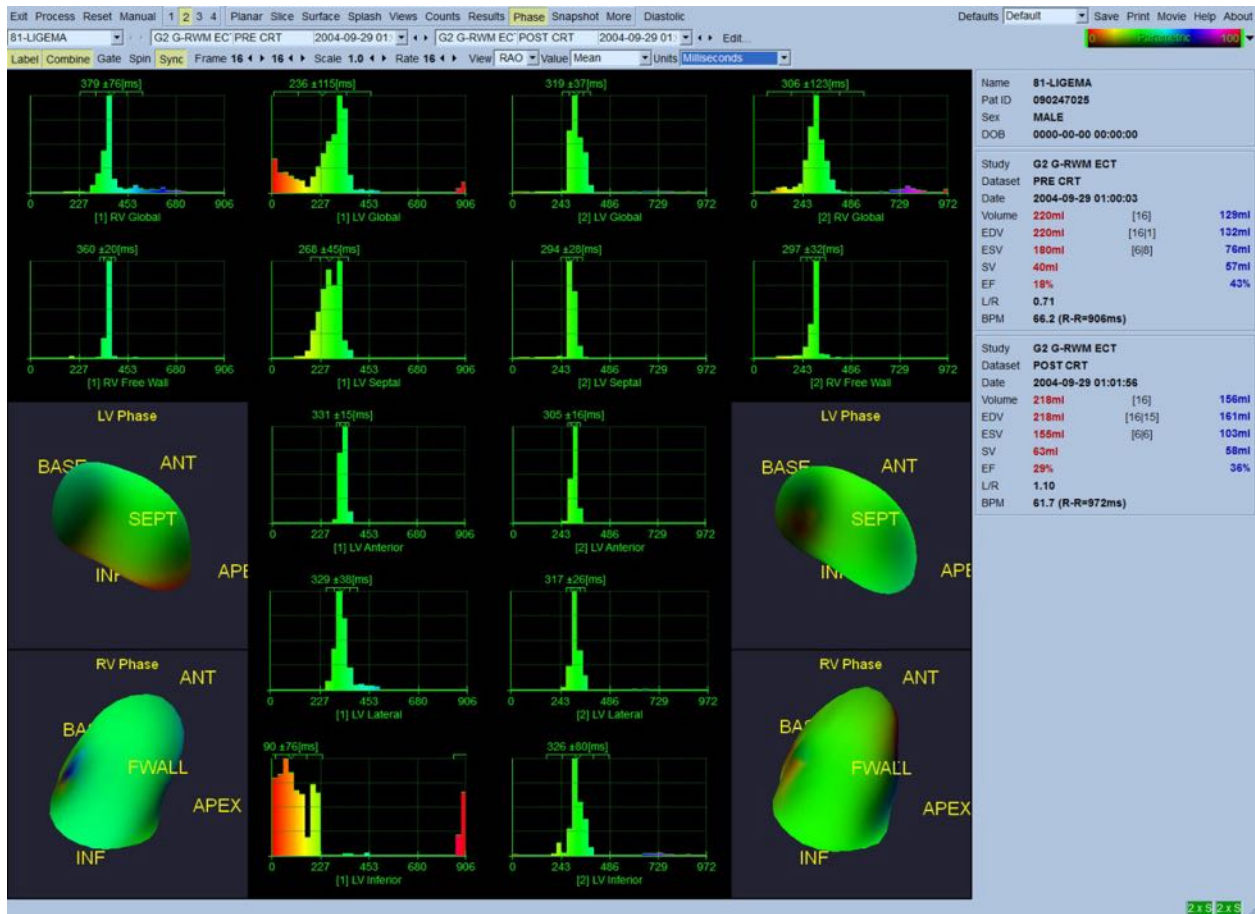 Exit Process Reset Manual 1 2 3 4 Planar Slice Surface Splash Views Counts Results Phase Snapshot More Diastolic Defaults Default Save Print Movie Help About
81-LIGEMA G2 G-RWM ECT PRE CRT 2004-09-29 01: G2 G-RWM EC POST CRT 2004-09-29 01: Edit... 0 100
Label Combine Gate Spin Sync Frame 16 16 Scale 1.0 Rate 16 View RAO Value Mean Units Milliseconds
379 ±76[ms] 236 ±115[ms] 319 ±37[ms] 306 ±123[ms]
0 227 453 680 906 0 227 453 680 906 0 243 486 729 972 0 243 486 729 972
[1] RV Global [1] LV Global [2] LV Global [2] RV Global
360 ±20[ms] 268 ±45[ms] 294 ±28[ms] 297 ±32[ms]
0 227 453 680 906 0 227 453 680 906 0 243 486 729 972 0 243 486 729 972
[1] RV Free Wall [1] LV Septal [2] LV Septal [2] RV Free Wall
LV Phase
BASE ANT
SEPT
INF APE
331 ±15[ms] 305 ±16[ms]
0 227 453 680 906 0 243 486 729 972
[1] LV Anterior [2] LV Anterior
LV Phase
BASE ANT
SEPT
INF APE
329 ±38[ms] 317 ±26[ms]
0 227 453 680 906 0 243 486 729 972
[1] LV Lateral [2] LV Lateral
RV Phase
ANT
BAS
FWALL
APEX
INF
90 ±76[ms] 326 ±80[ms]
0 227 453 680 906 0 243 486 729 972
[1] LV Inferior [2] LV Inferior
RV Phase
ANT
BAS
FWALL
APEX
INF
Name 81-LIGEMA
Pat ID 090247025
Sex MALE
DOB 0000-00-00 00:00:00
Study G2 G-RWM ECT
Dataset PRE CRT
Date 2004-09-29 01:00:03
Volume 220ml [16] 129ml
EDV 220ml [16|1] 132ml
ESV 180ml [6|8] 76ml
SV 40ml 57ml
EF 18% 43%
L/R 0.71
BPM 66.2 (R-R=906ms)
Study G2 G-RWM ECT
Dataset POST CRT
Date 2004-09-29 01:01:56
Volume 218ml [16] 156ml
EDV 218ml [16|15] 161ml
ESV 155ml [6|6] 103ml
SV 63ml 58ml
EF 29% 36%
L/R 1.10
BPM 61.7 (R-R=972ms)
2 x S 2 x S